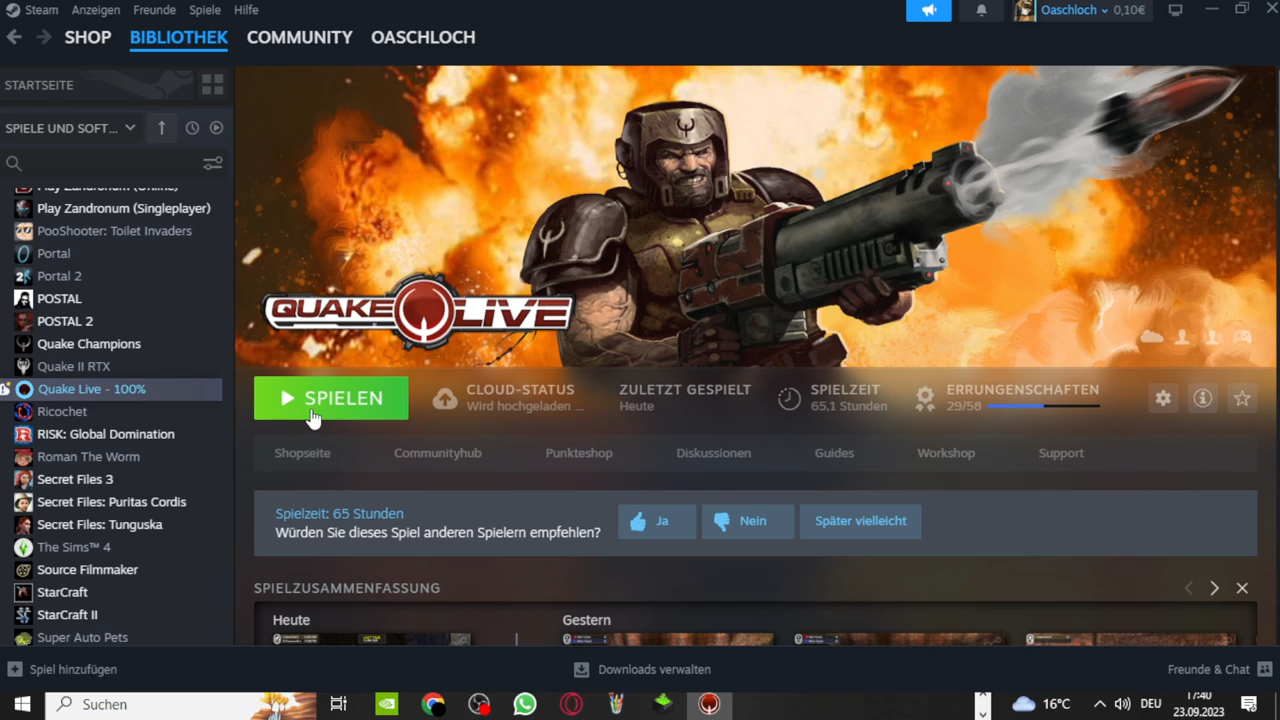 Steam Anzeigen Freunde Spiele Hilfe
Oaschloch 0,10€
SHOP BIBLIOTHEK COMMUNITY OASCHLOCH
STARTSEITE
SPIELE UND SOFT...
Play Zandronum (Online)
Play Zandronum (Singleplayer)
PooShooter: Toilet Invaders
Portal
Portal 2
POSTAL
POSTAL 2
Quake Champions
Quake II RTX
Quake Live - 100%
Ricochet
RISK: Global Domination
Roman The Worm
Secret Files 3
Secret Files: Puritas Cordis
Secret Files: Tunguska
The Sims™ 4
Source Filmmaker
StarCraft
StarCraft II
Super Auto Pets
QUAKE LIVE
SPIELEN
CLOUD-STATUS
Wird hochgeladen ...
ZULETZT GESPIELT
Heute
SPIELZEIT
65,1 Stunden
ERRUNGENSCHAFTEN
29/58
Shopseite Communityhub Punkteshop Diskussionen Guides Workshop Support
Spielzeit: 65 Stunden
Würden Sie dieses Spiel anderen Spielern empfehlen?
Ja Nein Später vielleicht
SPIELZUSAMMENFASSUNG
Heute Gestern
Spiel hinzufügen Downloads verwalten Freunde & Chat
Suchen
16°C DEU
17:40
23.09.2023